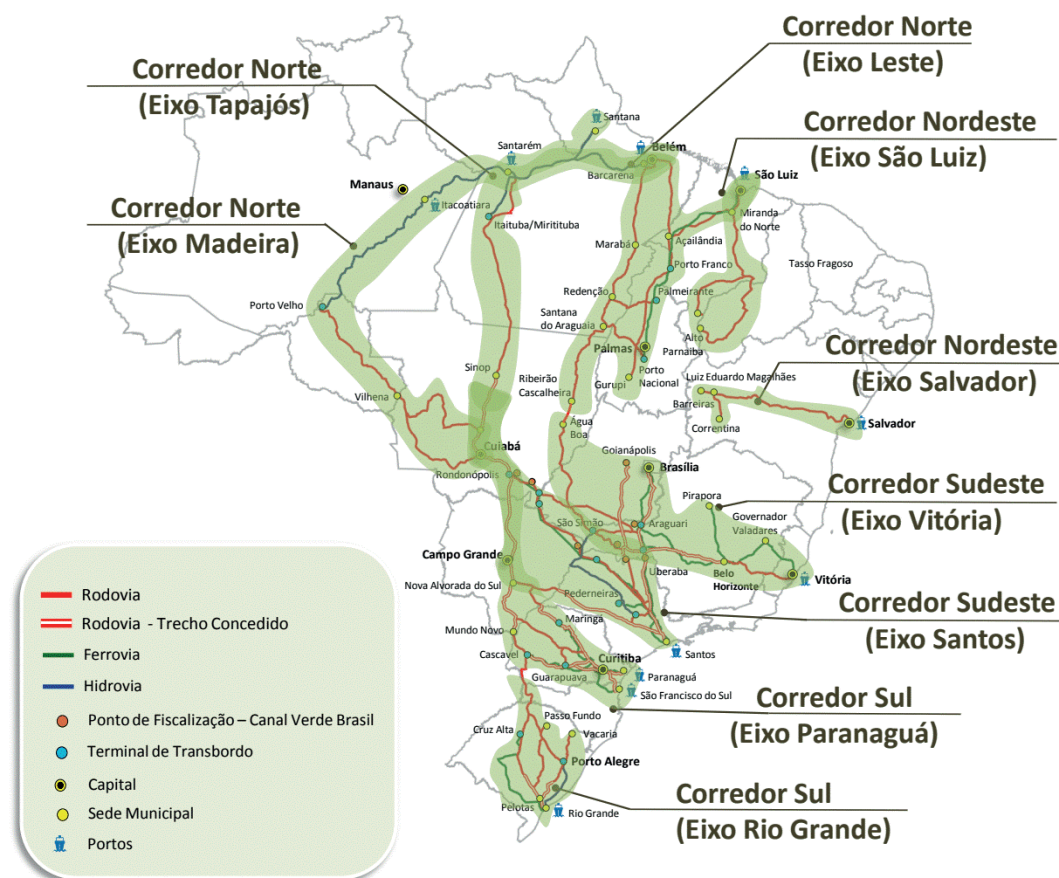 Corredor Norte
(Eixo Leste)
Corredor Norte
(Eixo Tapajós)
Corredor Nordeste
(Eixo São Luiz)
Corredor Norte
(Eixo Madeira)
Santana
Santarém
Belém
Barcarena
São Luiz
Manaus
Itacoatiara
Itaituba/Miritituba
Miranda
do Norte
Marabá
Açailândia
Porto Franco
Tasso Fragoso
Redenção
Palmeirante
Porto Velho
Santana
do Araguaia
Alto
Parnaíba
Palmas
Porto
Nacional
Corredor Nordeste
(Eixo Salvador)
Sinop
Ribeirão
Cascalheira
Gurupi
Luiz Eduardo Magalhães
Vilhena
Barreiras
Correntina
Salvador
Água
Boa
Goianápolis
Cuiabá
Brasília
Rondonópolis
Pirapora
Corredor Sudeste
(Eixo Vitória)
Governador
Valadares
São Simão
Araguari
Campo Grande
Uberaba
Belo
Horizonte
Vitória
Nova Alvorada do Sul
Pederneiras
Corredor Sudeste
(Eixo Santos)
Maringa
Mundo Novo
Santos
Cascavel
Curitiba
Guarapuava
Paranaguá
São Francisco do Sul
Corredor Sul
(Eixo Paranaguá)
Passo Fundo
Cruz Alta
Vacaria
Porto Alegre
Corredor Sul
(Eixo Rio Grande)
Pelotas
Rio Grande
Rodovia
Rodovia - Trecho Concedido
Ferrovia
Hidrovia
Ponto de Fiscalização – Canal Verde Brasil
Terminal de Transbordo
Capital
Sede Municipal
Portos